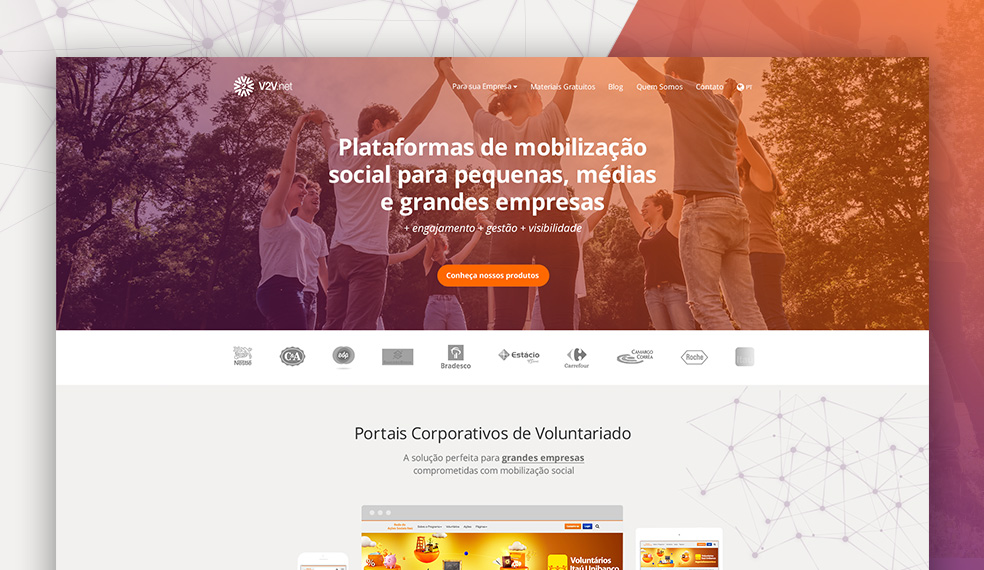 V2V.net
Para sua Empresa
Materiais Gratuitos
Blog
Quem Somos
Contato
PT
Plataformas de mobilização
social para pequenas, médias
e grandes empresas
+ engajamento + gestão + visibilidade
Conheça nossos produtos
Nestlé
C&A
edp
Bradesco
Estácio
Carrefour
CAMARGO
CORRÊA
Roche
Portais Corporativos de Voluntariado
A solução perfeita para grandes empresas
comprometidas com mobilização social
Voluntários
Itaú Unibanco